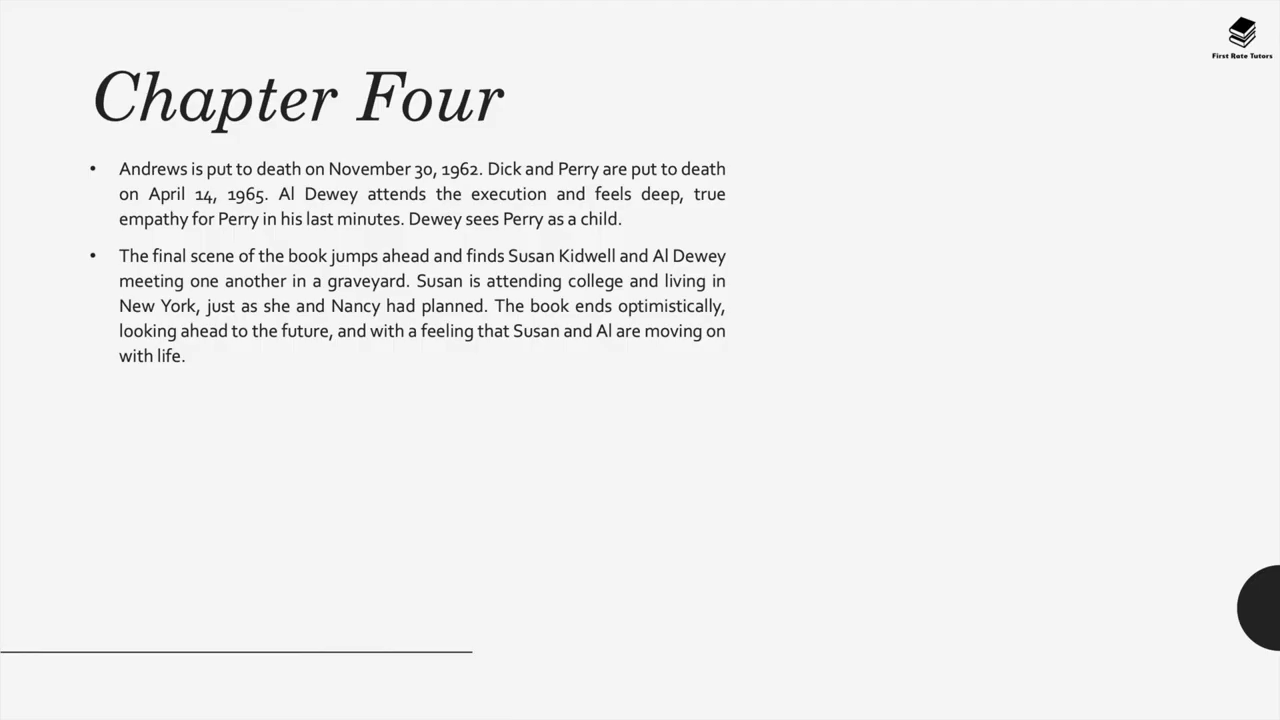 First Rate Tutors
Chapter Four
• Andrews is put to death on November 30, 1962. Dick and Perry are put to death
on April 14, 1965. Al Dewey attends the execution and feels deep, true
empathy for Perry in his last minutes. Dewey sees Perry as a child.
• The final scene of the book jumps ahead and finds Susan Kidwell and Al Dewey
meeting one another in a graveyard. Susan is attending college and living in
New York, just as she and Nancy had planned. The book ends optimistically,
looking ahead to the future, and with a feeling that Susan and Al are moving on
with life.